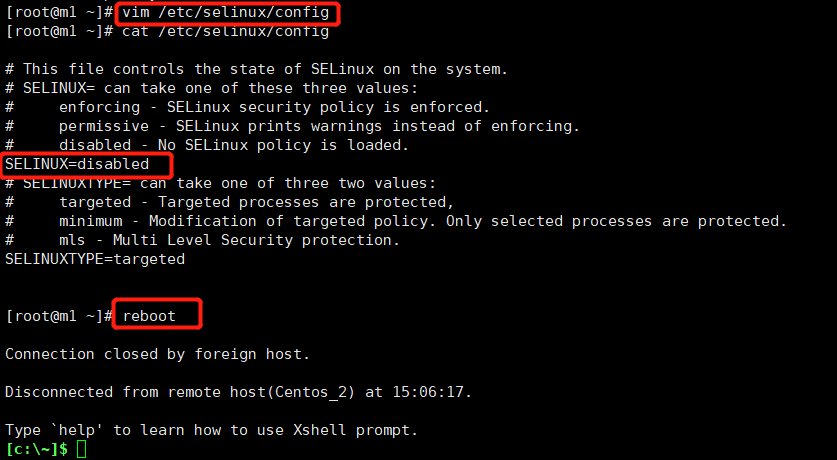 [root@m1 ~]# vim /etc/selinux/config
[root@m1 ~]# cat /etc/selinux/config
# This file controls the state of SELinux on the system.
# SELINUX= can take one of these three values:
#     enforcing - SELinux security policy is enforced.
#     permissive - SELinux prints warnings instead of enforcing.
#     disabled - No SELinux policy is loaded.
SELINUX=disabled
# SELINUXTYPE= can take one of three two values:
#     targeted - Targeted processes are protected,
#     minimum - Modification of targeted policy. Only selected processes are protected.
#     mls - Multi Level Security protection.
SELINUXTYPE=targeted
[root@m1 ~]# reboot
Connection closed by foreign host.
Disconnected from remote host(Centos_2) at 15:06:17.
Type `help' to learn how to use Xshell prompt.
[c:\~]$